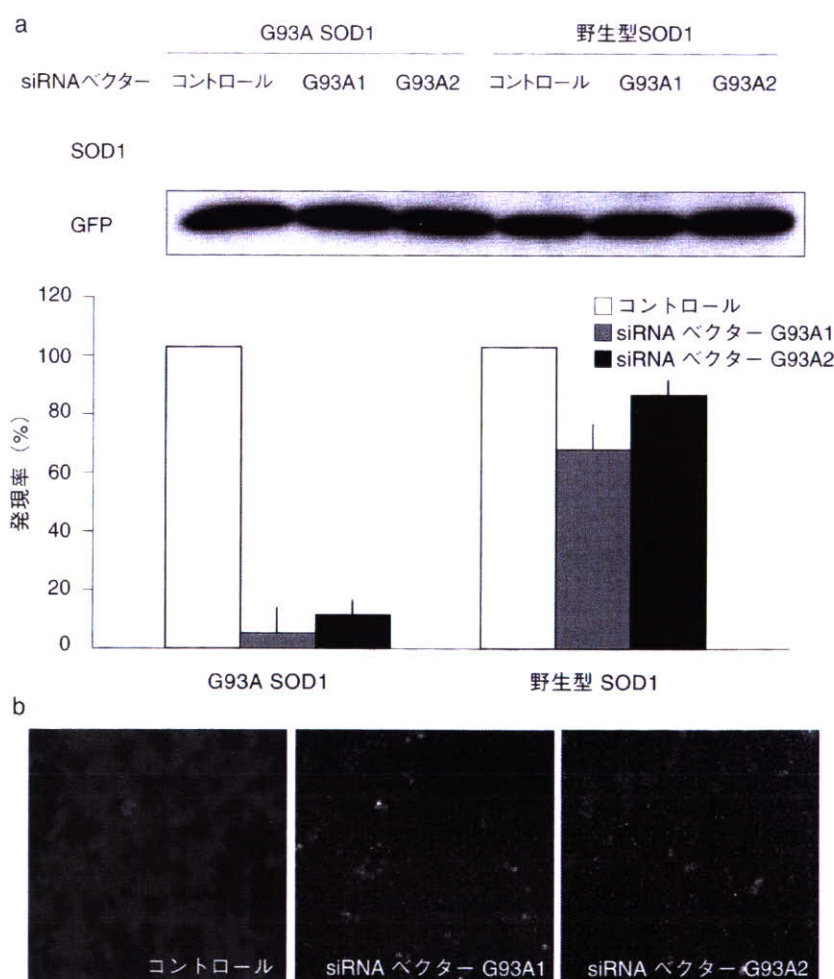 a
G93A SOD1 野生型SOD1
siRNAベクター コントロール G93A1 G93A2 コントロール G93A1 G93A2
SOD1
GFP
120
100
80
60
40
20
0
発現率 (%)
コントロール
siRNA ベクター G93A1
siRNA ベクター G93A2
G93A SOD1 野生型 SOD1
b
コントロール siRNA ベクター G93A1 siRNA ベクター G93A2